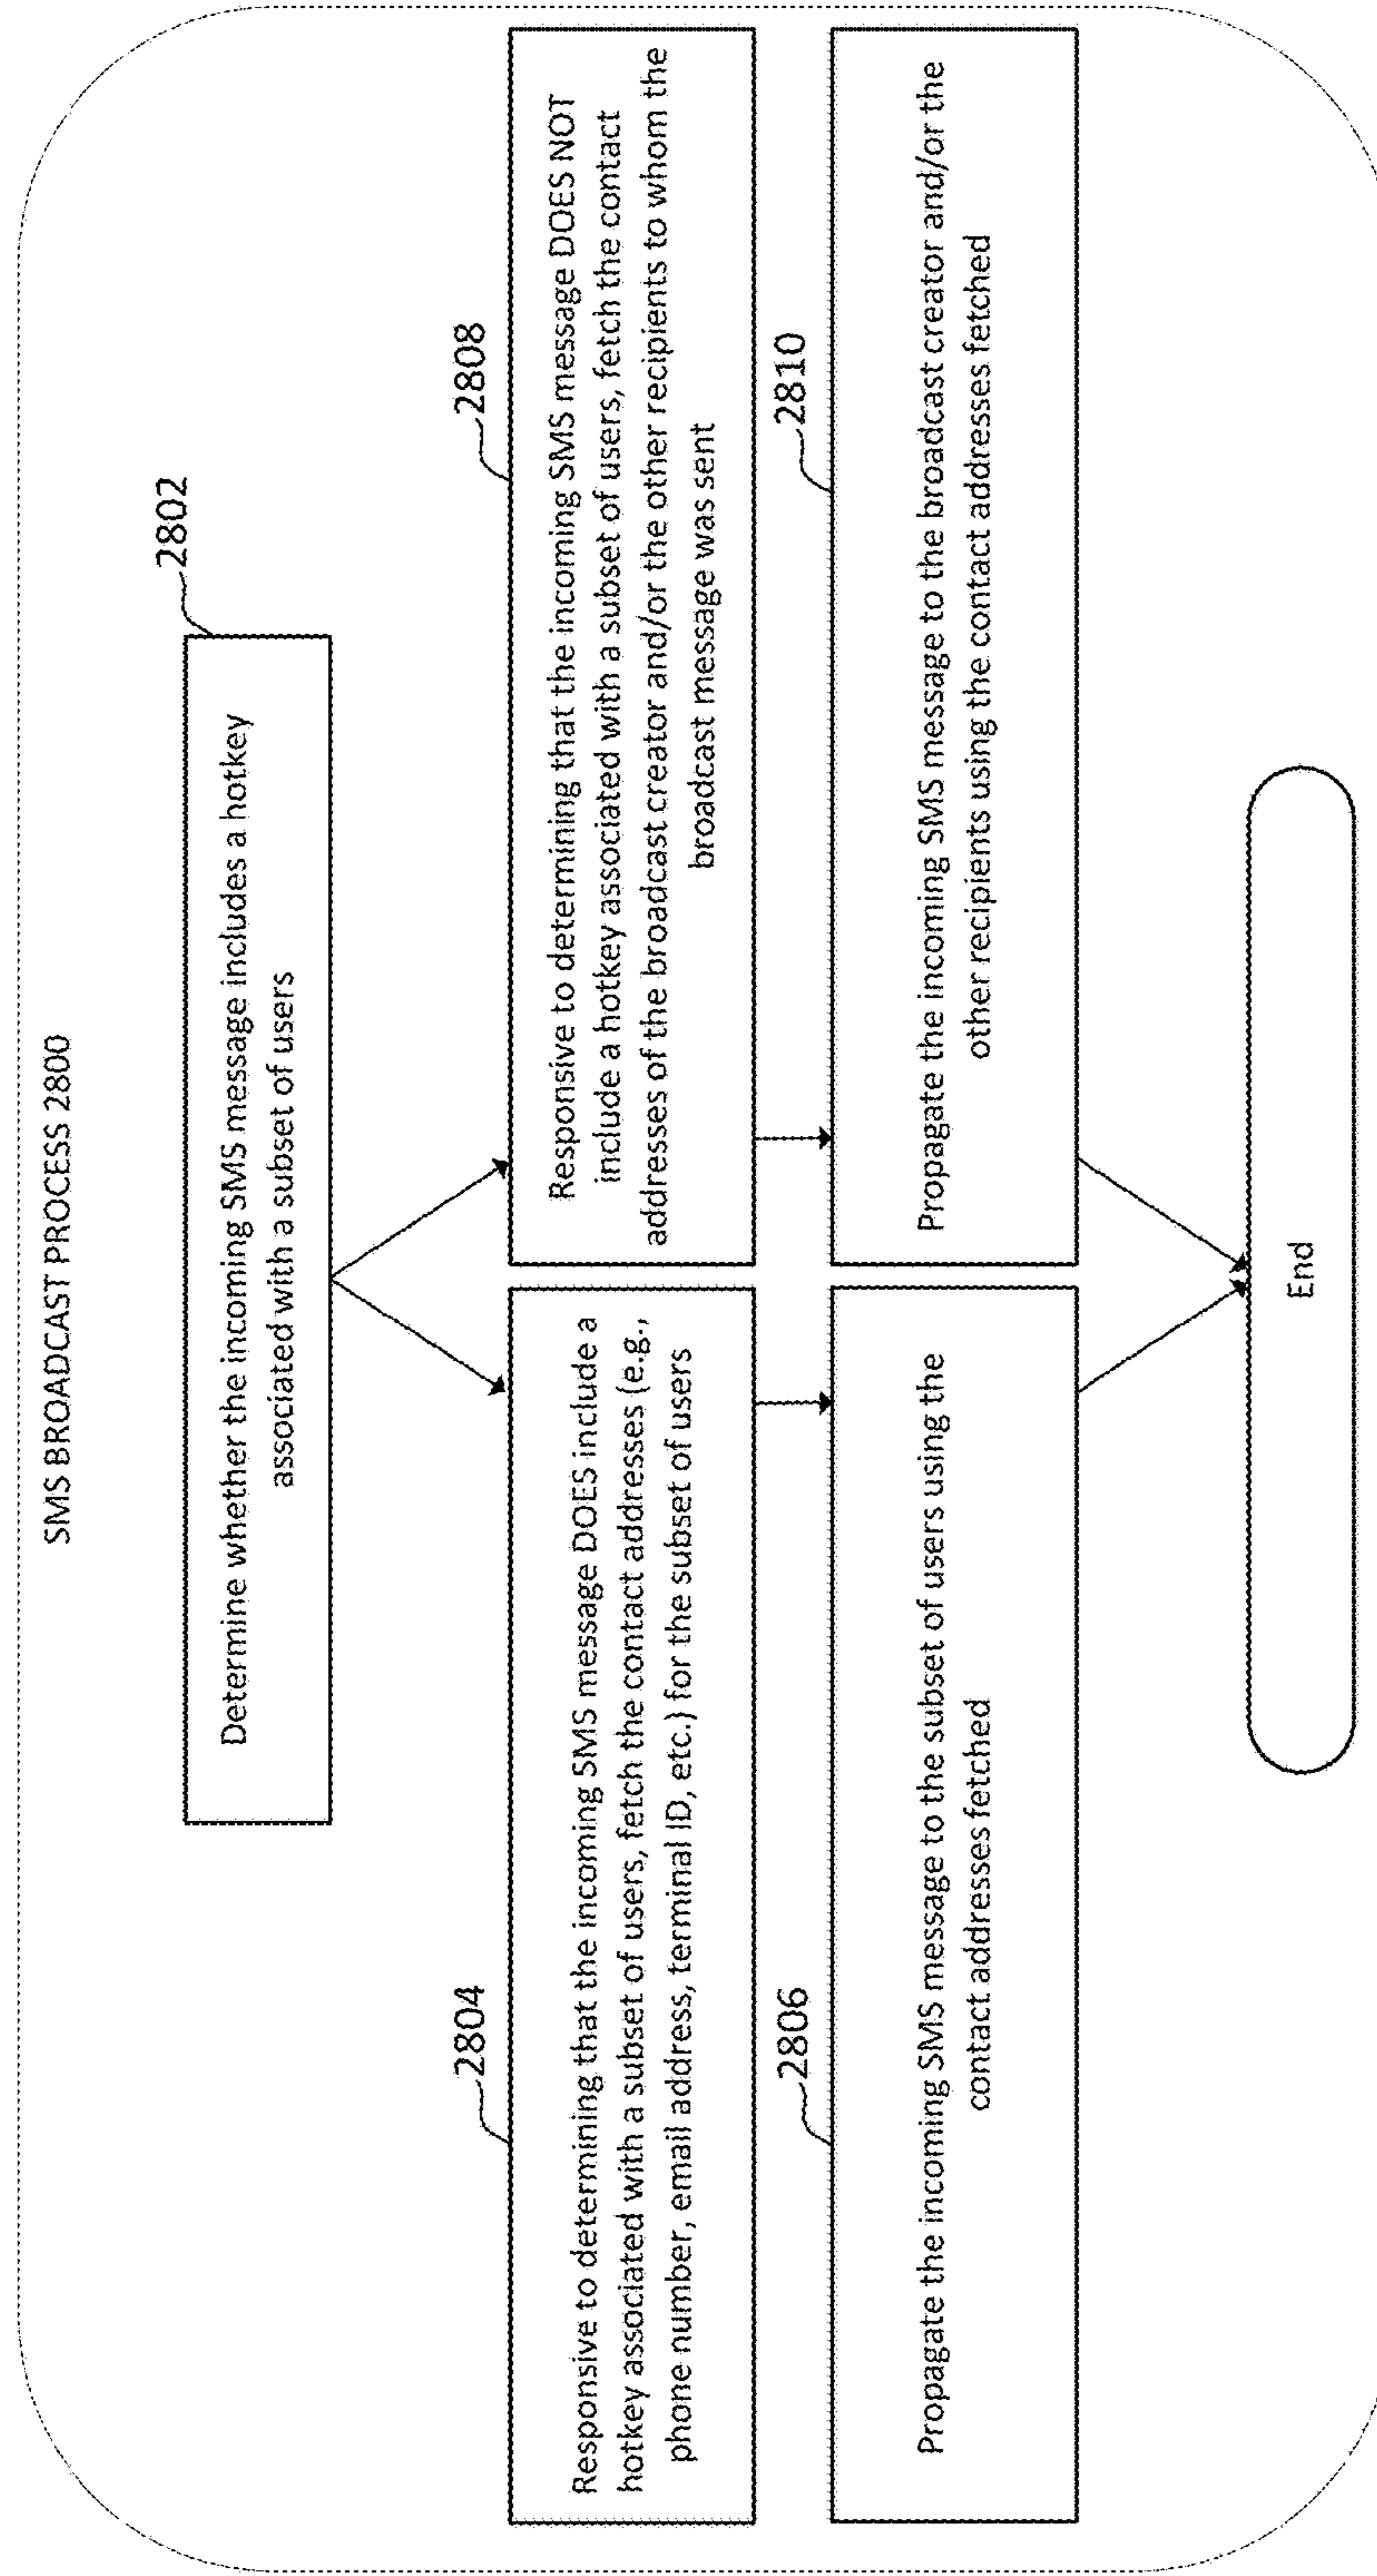 SMS BROADCAST PROCESS 2800
2802
Determine whether the incoming SMS message includes a hotkey
associated with a subset of users
2804
Responsive to determining that the incoming SMS message DOES include a
hotkey associated with a subset of users, fetch the contact addresses (e.g.,
phone number, email address, terminal ID, etc.) for the subset of users
2808
Responsive to determining that the incoming SMS message DOES NOT
include a hotkey associated with a subset of users, fetch the contact
addresses of the broadcast creator and/or the other recipients to whom the
broadcast message was sent
2806
Propagate the incoming SMS message to the subset of users using the
contact addresses fetched
2810
Propagate the incoming SMS message to the broadcast creator and/or the
other recipients using the contact addresses fetched
End